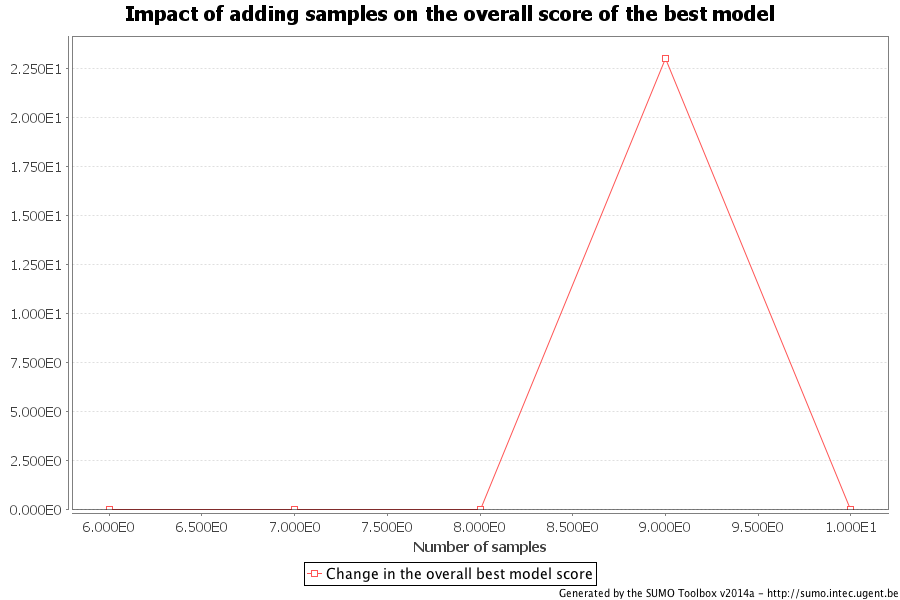 Impact of adding samples on the overall score of the best model
2.250E1
2.000E1
1.750E1
1.500E1
1.250E1
1.000E1
7.500E0
5.000E0
2.500E0
0.000E0
6.000E0 6.500E0 7.000E0 7.500E0 8.000E0 8.500E0 9.000E0 9.500E0 1.000E1
Number of samples
Change in the overall best model score
Generated by the SUMO Toolbox v2014a - http://sumo.intec.ugent.be